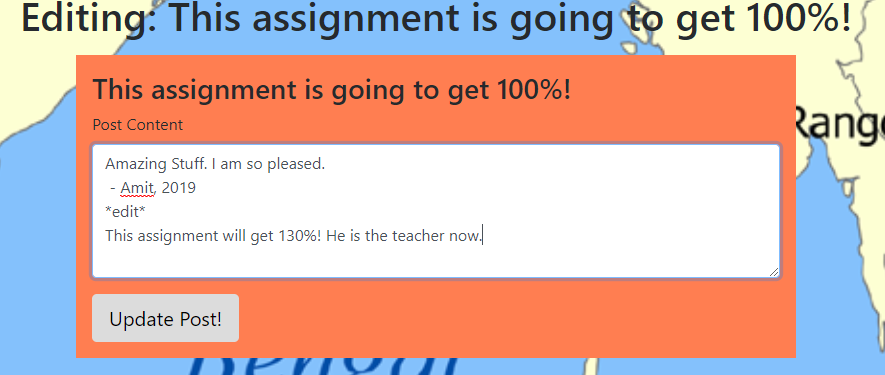 Editing: This assignment is going to get 100%!
This assignment is going to get 100%!
Post Content
Amazing Stuff. I am so pleased.
- Amit, 2019
*edit*
This assignment will get 130%! He is the teacher now.
Update Post!